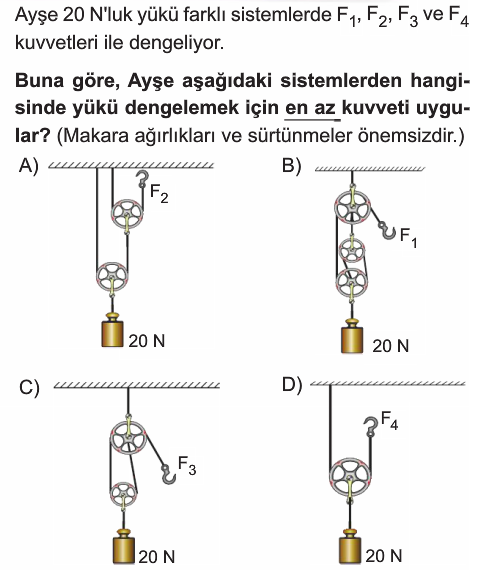 Ayşe 20 N'luk yükü farklı sistemlerde F₁, F₂, F₃ ve F₄
kuvvetleri ile dengeliyor.
Buna göre, Ayşe aşağıdaki sistemlerden hangi-
sinde yükü dengelemek için en az kuvveti uygu-
lar? (Makara ağırlıkları ve sürtünmeler önemsizdir.)
A)
F₂
20 N
B)
F₁
20 N
C)
F₃
20 N
D)
F₄
20 N